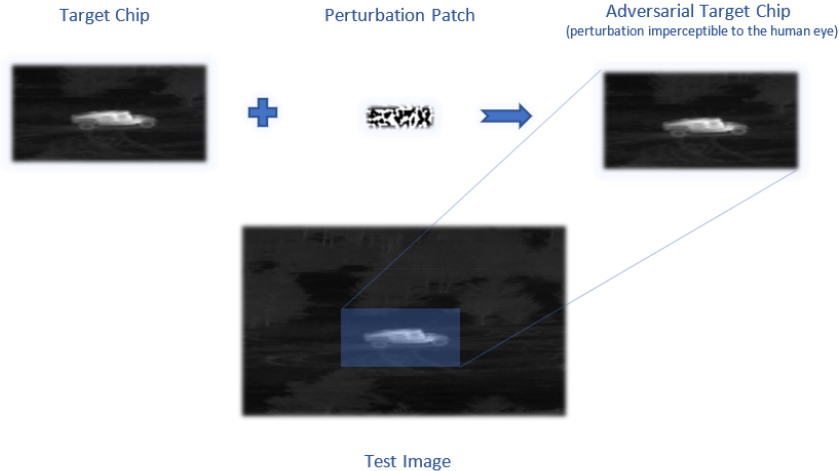 Target Chip
Perturbation Patch
Adversarial Target Chip
(perturbation imperceptible to the human eye)
Test Image